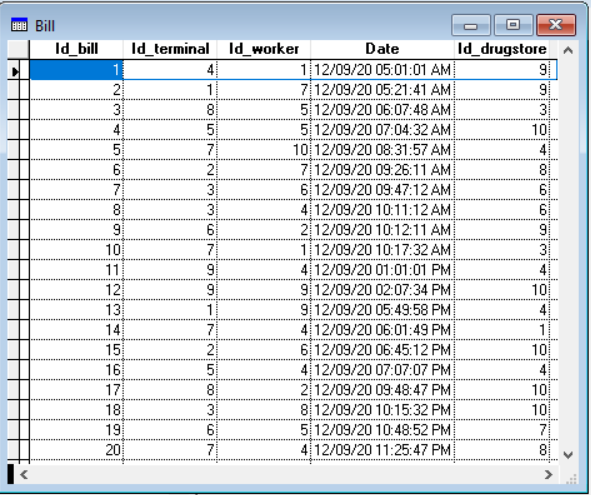 Bill
Id_bill Id_terminal Id_worker Date Id_drugstore
1 4 1 12/09/20 05:01:01 AM 9
2 1 7 12/09/20 05:21:41 AM 9
3 8 5 12/09/20 06:07:48 AM 3
4 5 5 12/09/20 07:04:32 AM 10
5 7 10 12/09/20 08:31:57 AM 4
6 2 7 12/09/20 09:26:11 AM 8
7 3 6 12/09/20 09:47:12 AM 6
8 3 4 12/09/20 10:11:12 AM 6
9 6 2 12/09/20 10:12:11 AM 9
10 7 1 12/09/20 10:17:32 AM 3
11 9 4 12/09/20 01:01:01 PM 4
12 9 9 12/09/20 02:07:34 PM 10
13 1 9 12/09/20 05:49:58 PM 4
14 7 4 12/09/20 06:01:49 PM 1
15 2 6 12/09/20 06:45:12 PM 10
16 5 4 12/09/20 07:07:07 PM 4
17 8 2 12/09/20 09:48:47 PM 10
18 3 8 12/09/20 10:15:32 PM 10
19 6 5 12/09/20 10:48:52 PM 7
20 7 4 12/09/20 11:25:47 PM 8